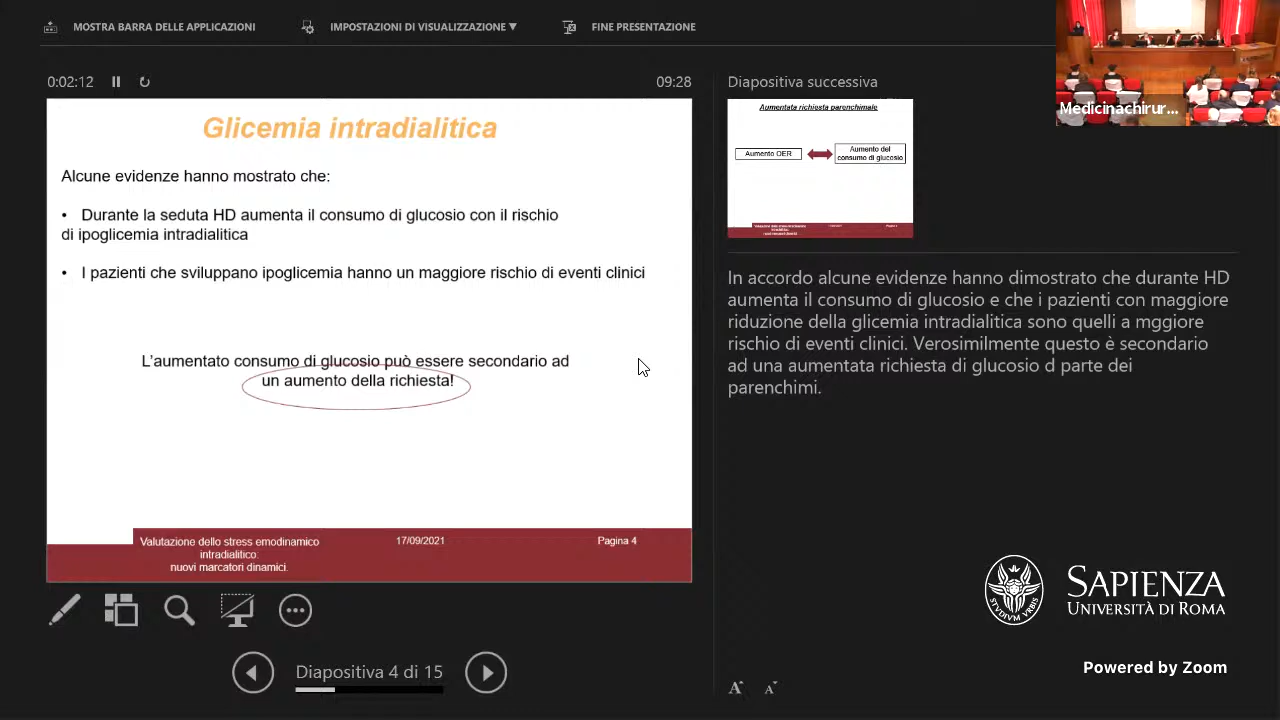 MOSTRA BARRA DELLE APPLICAZIONI
IMPOSTAZIONI DI VISUALIZZAZIONE ▼
FINE PRESENTAZIONE
0:02:12
09:28
Glicemia intradialitica
Alcune evidenze hanno mostrato che:
• Durante la seduta HD aumenta il consumo di glucosio con il rischio
di ipoglicemia intradialitica
• I pazienti che sviluppano ipoglicemia hanno un maggiore rischio di eventi clinici
L'aumentato consumo di glucosio può essere secondario ad
un aumento della richiesta!
Valutazione dello stress emodinamico
intradialitico:
nuovi marcatori dinamici.
17/09/2021
Pagina 4
Diapositiva 4 di 15
Diapositiva successiva
Aumentata richiesta parenchimale
Aumento OER
Aumento del
consumo di glucosio
In accordo alcune evidenze hanno dimostrato che durante HD
aumenta il consumo di glucosio e che i pazienti con maggiore
riduzione della glicemia intradialitica sono quelli a mggiore
rischio di eventi clinici. Verosimilmente questo è secondario
ad una aumentata richiesta di glucosio d parte dei
parenchimi.
A A
Medicinachirur...
STVDIVM VRBIS
SAPIENZA
UNIVERSITÀ DI ROMA
Powered by Zoom